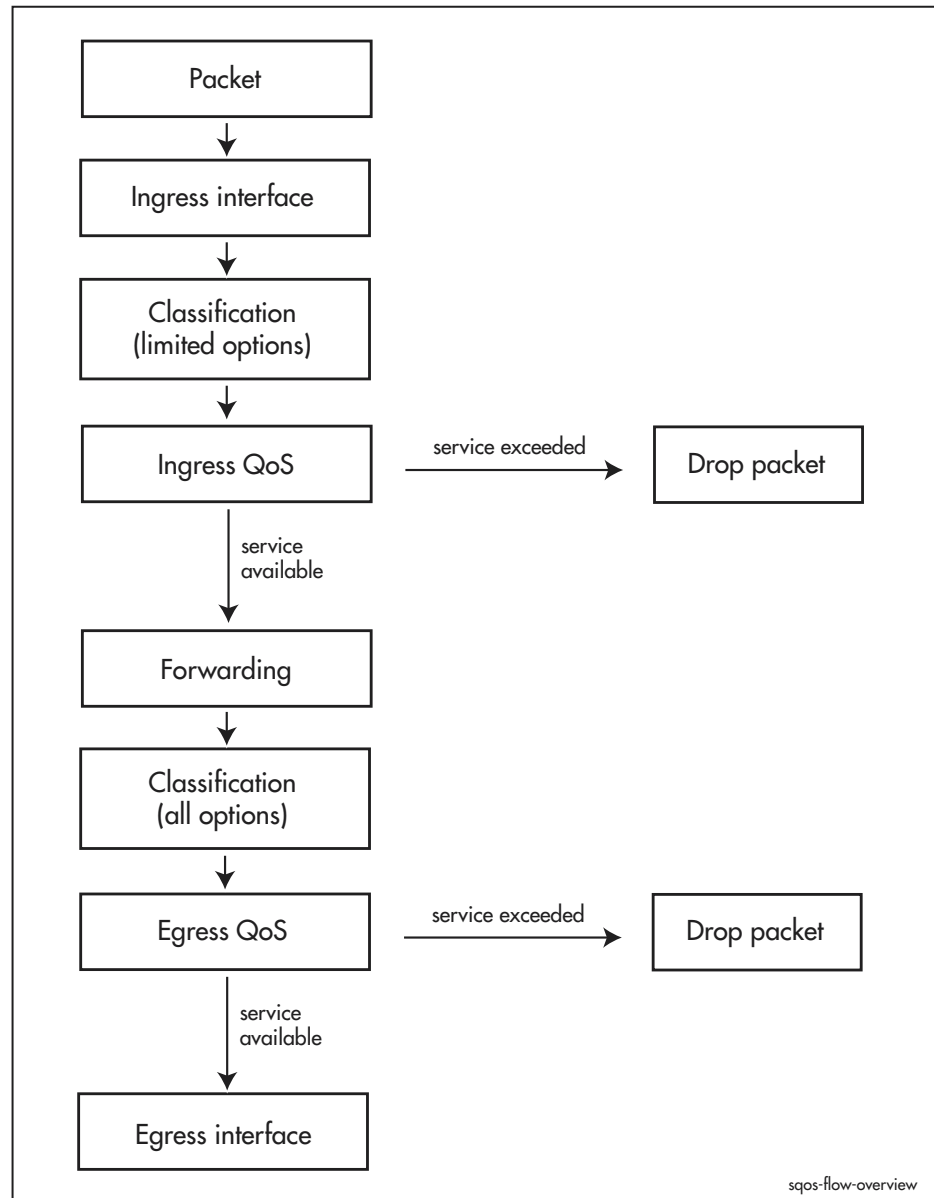 Packet
Ingress interface
Classification
(limited options)
Ingress QoS
service exceeded
Drop packet
service
available
Forwarding
Classification
(all options)
Egress QoS
service exceeded
Drop packet
service
available
Egress interface
sqos-flow-overview